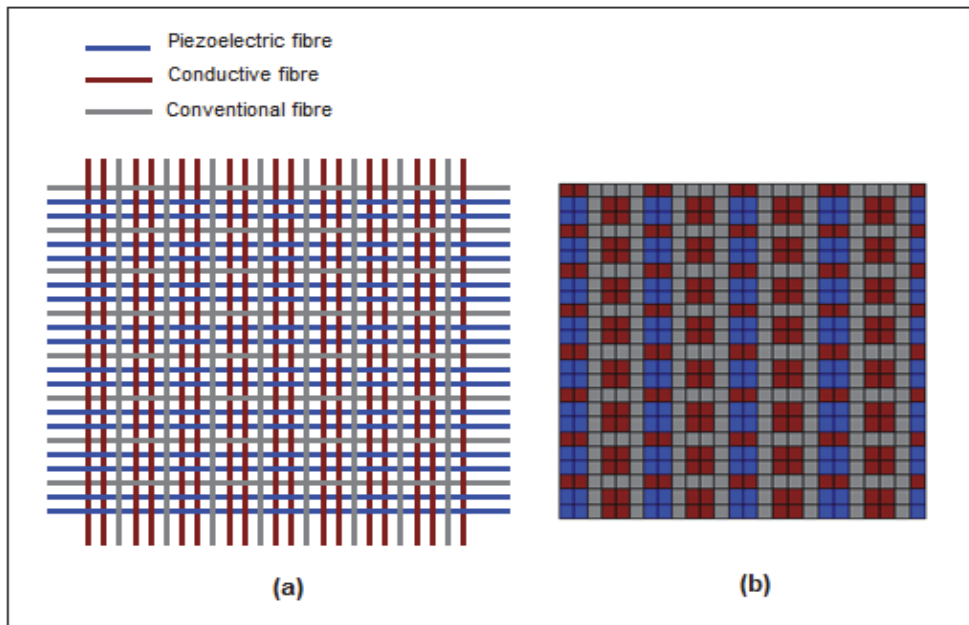 Piezoelectric fibre
Conductive fibre
Conventional fibre
(a)
(b)